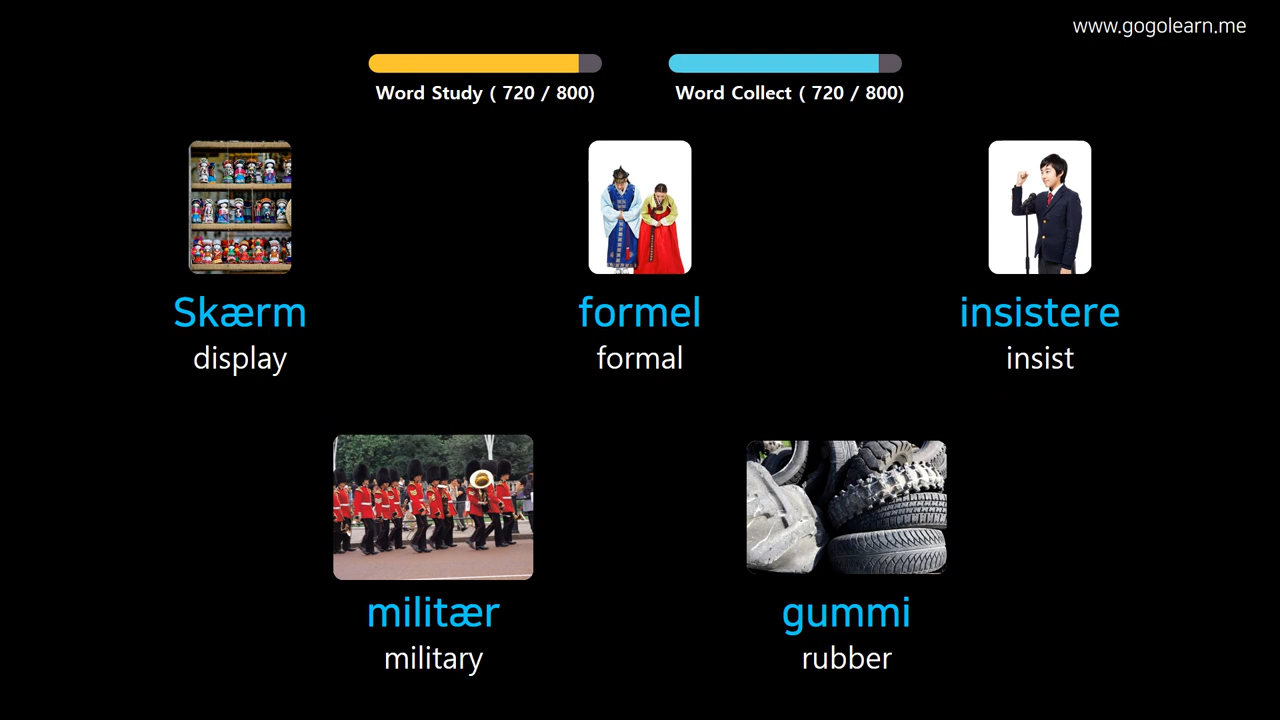 www.gogolearn.me
Word Study ( 720 / 800)
Word Collect ( 720 / 800)
Skærm
display
formel
formal
insistere
insist
militær
military
gummi
rubber